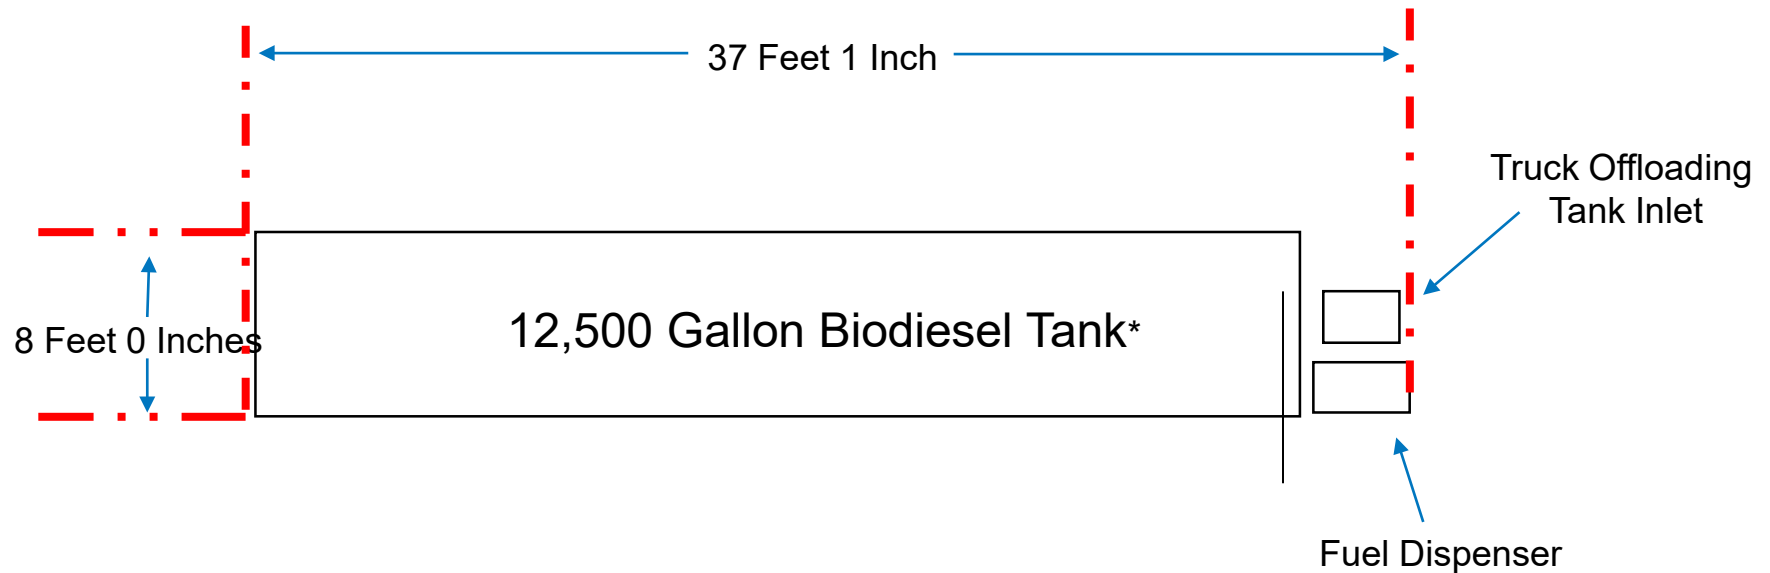 37 Feet 1 Inch
Truck Offloading
Tank Inlet
8 Feet 0 Inches
12,500 Gallon Biodiesel Tank*
Fuel Dispenser